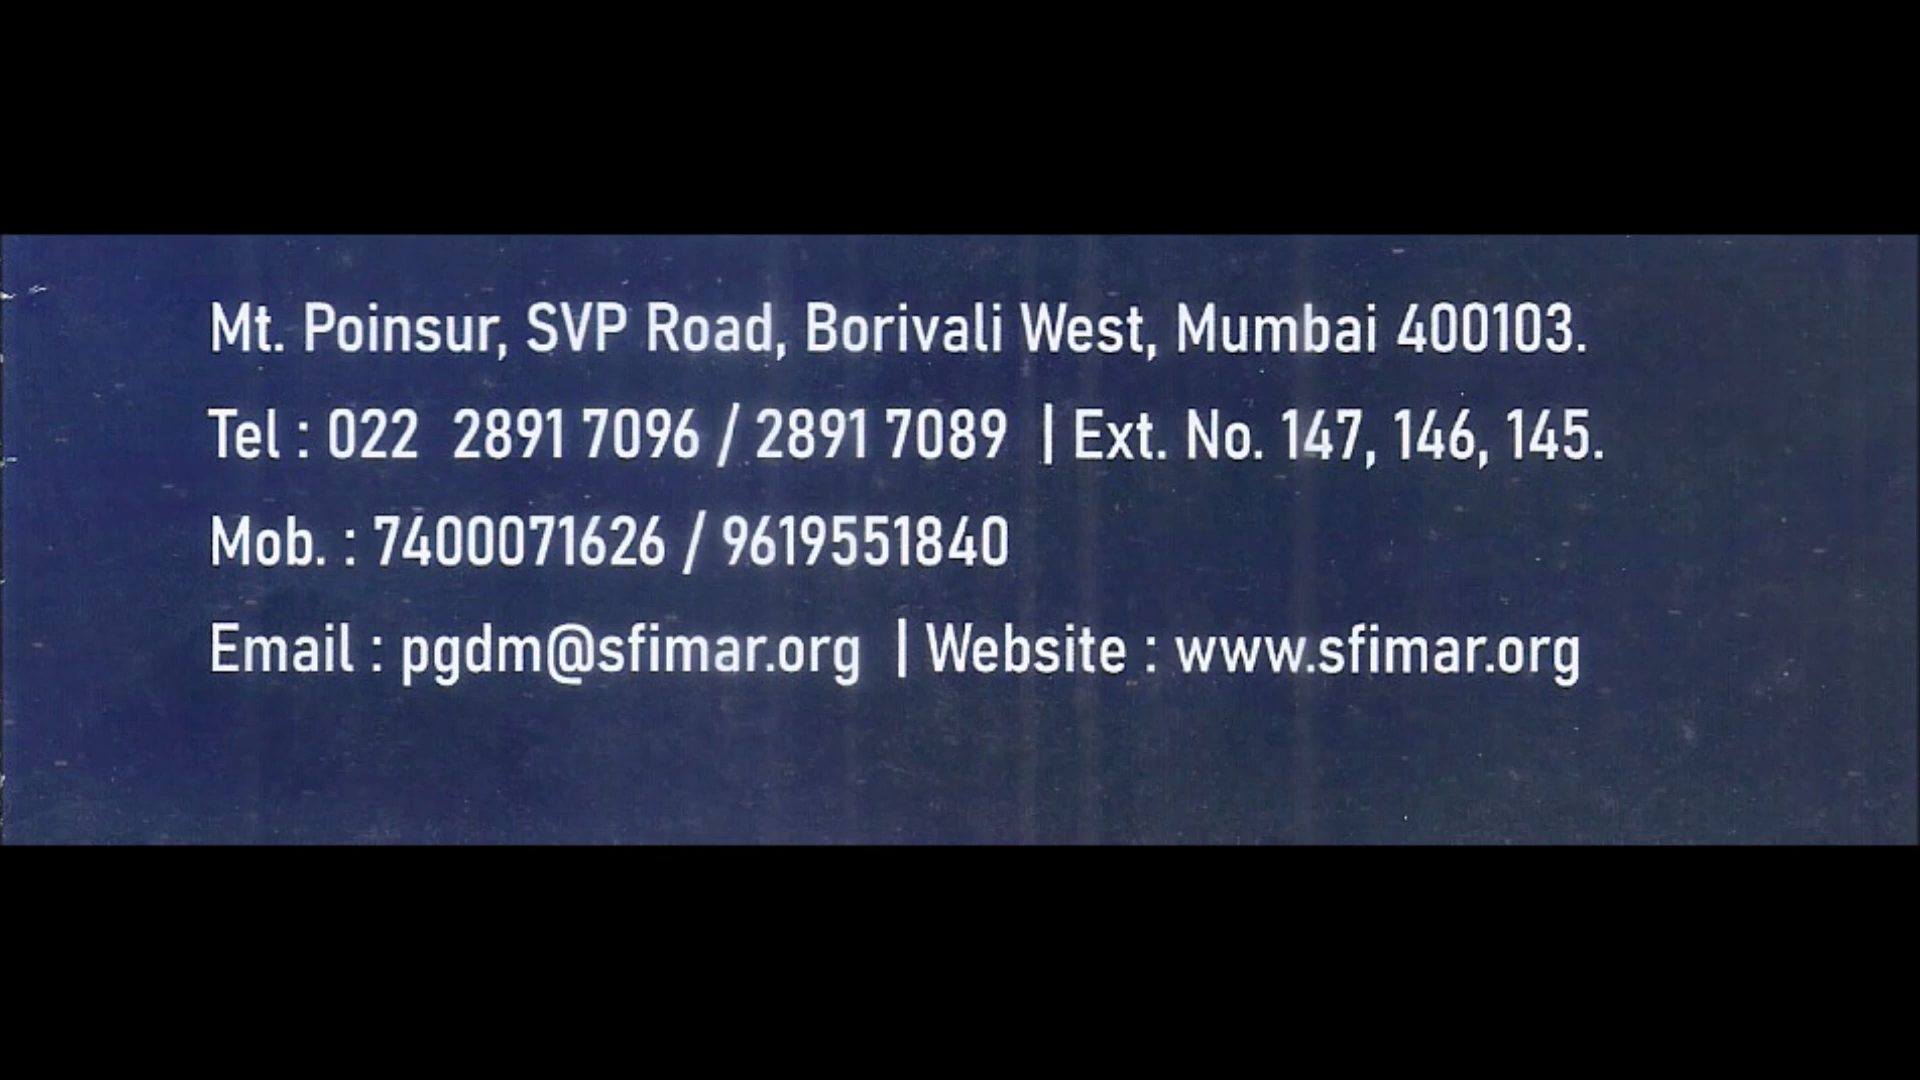 Mt. Poinsur, SVP Road, Borivali West, Mumbai 400103.
Tel : 022  2891 7096 / 2891 7089  | Ext. No. 147, 146, 145.
Mob. : 7400071626 / 9619551840
Email : pgdm@sfimar.org  | Website : www.sfimar.org